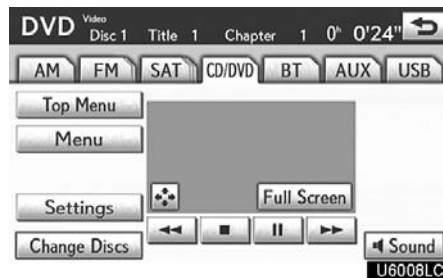 DVD Video Disc 1 Title 1 Chapter 1 0h 0'24"
AM FM SAT CD/DVD BT AUX USB
Top Menu
Menu
Full Screen
Settings
Change Discs
Sound
U6008LC